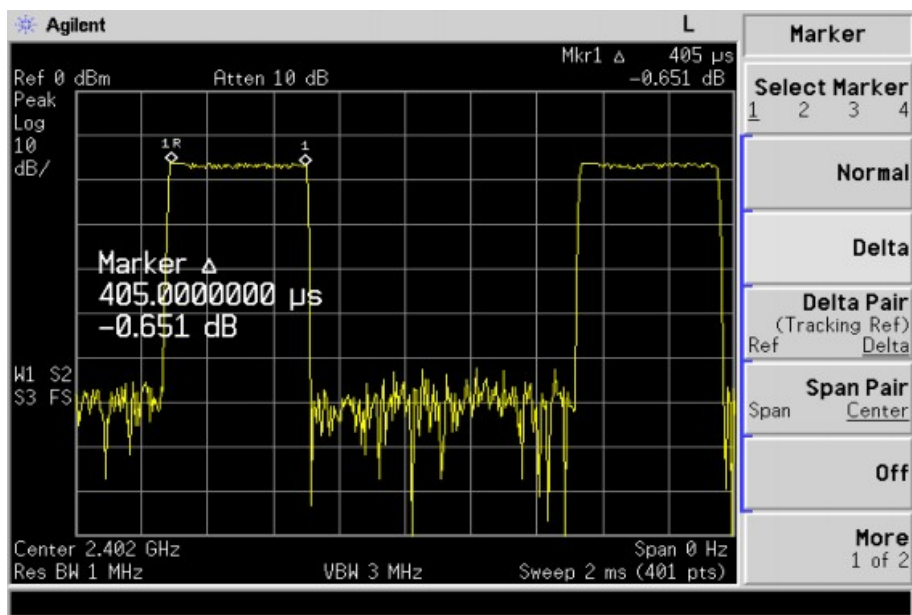 Agilent L
Mkr1 Δ 405 µs
Ref 0 dBm Atten 10 dB -0.651 dB
Peak
Log
10
dB/
1R 1
Marker Δ
405.0000000 µs
-0.651 dB
W1 S2
S3 FS
Center 2.402 GHz Span 0 Hz
Res BW 1 MHz VBW 3 MHz Sweep 2 ms (401 pts)
Marker
Select Marker
1 2 3 4
Normal
Delta
Delta Pair
(Tracking Ref)
Ref Delta
Span Pair
Span Center
Off
More
1 of 2